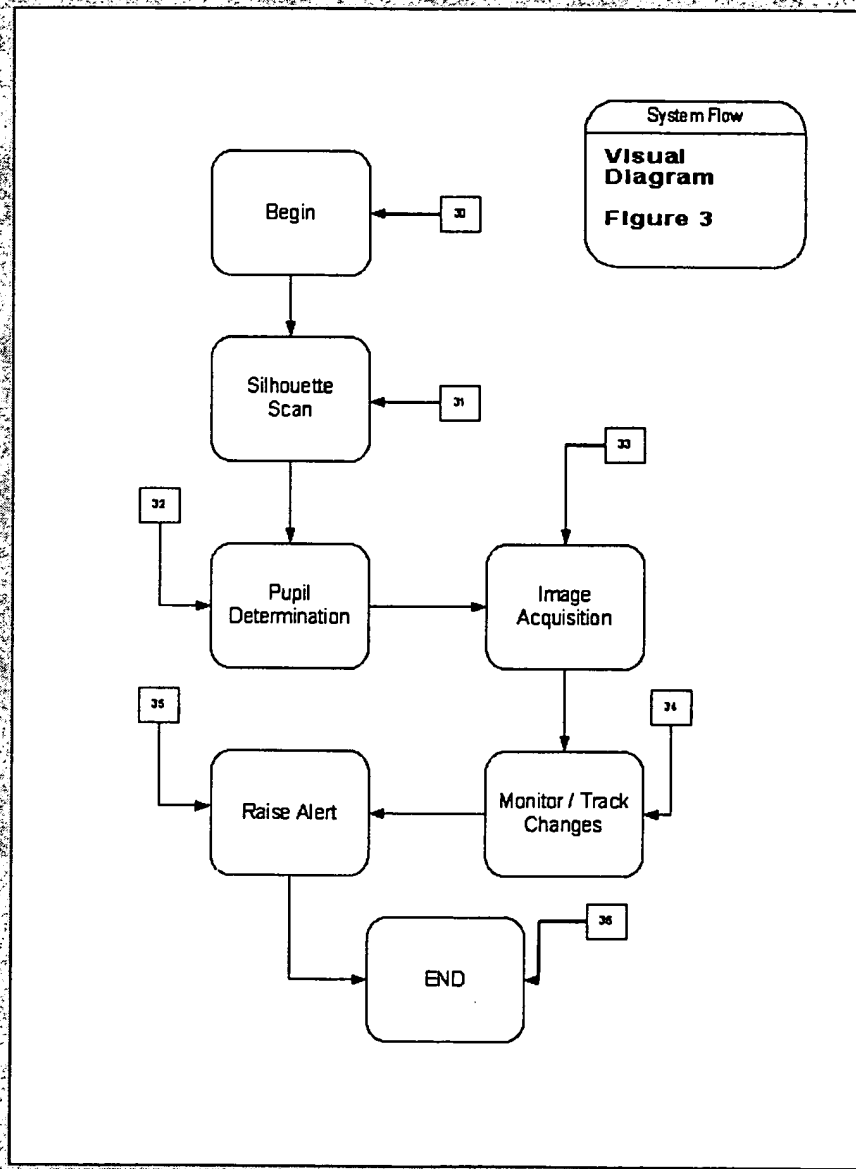 System Flow
Visual
Diagram
Figure 3
Begin
30
Silhouette
Scan
31
32
33
Pupil
Determination
Image
Acquisition
35
34
Raise Alert
Monitor / Track
Changes
36
END